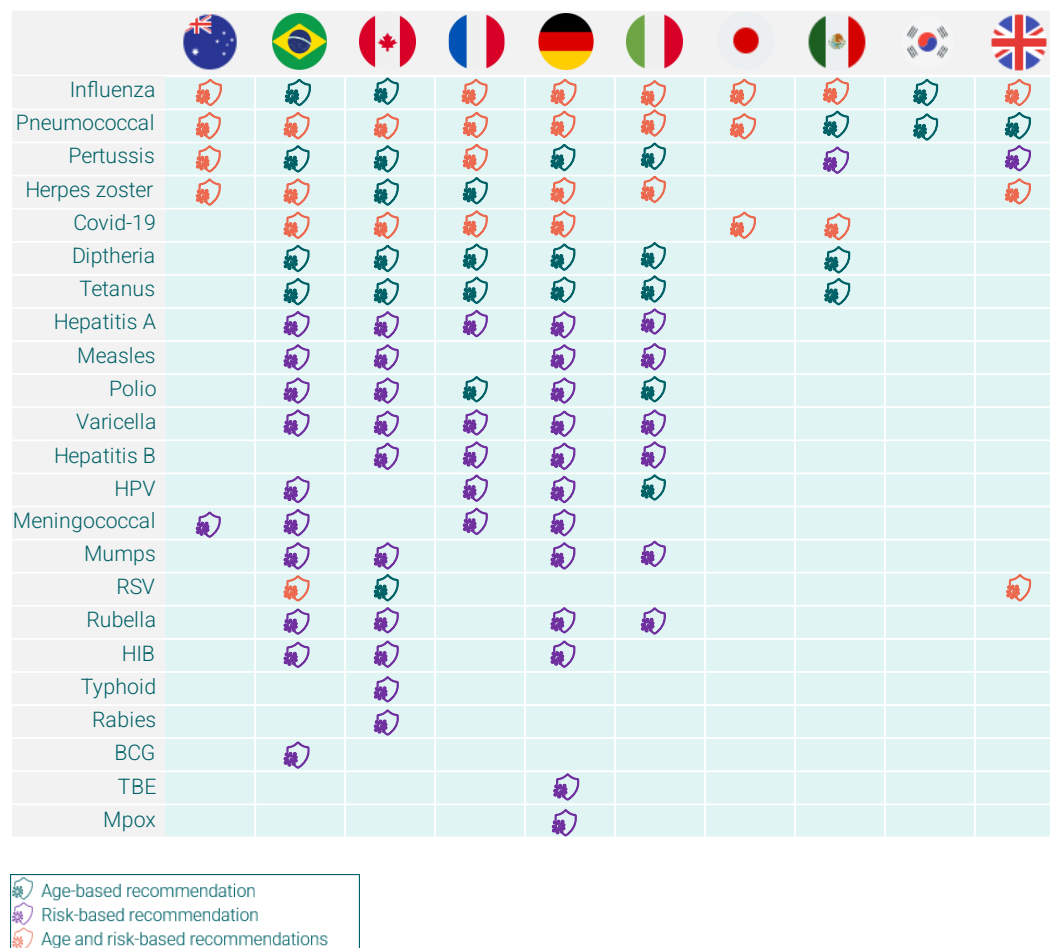 Influenza
Pneumococcal
Pertussis
Herpes zoster
Covid-19
Diptheria
Tetanus
Hepatitis A
Measles
Polio
Varicella
Hepatitis B
HPV
Meningococcal
Mumps
RSV
Rubella
HIB
Typhoid
Rabies
BCG
TBE
Mpox
Age-based recommendation
Risk-based recommendation
Age and risk-based recommendations